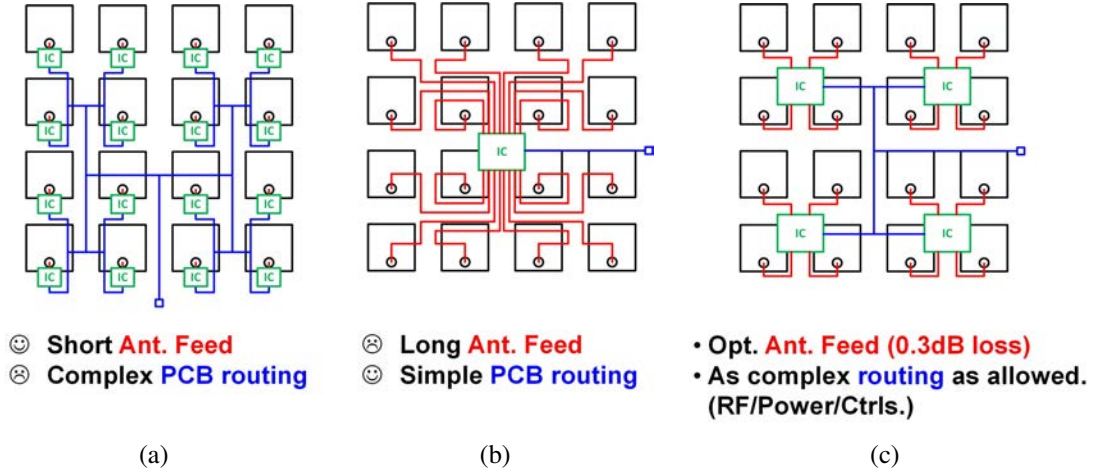 IC IC IC IC
IC IC IC IC
IC IC IC IC
IC IC IC IC
☺ Short Ant. Feed
☹ Complex PCB routing
(a)
IC
☹ Long Ant. Feed
☺ Simple PCB routing
(b)
IC IC
IC IC
• Opt. Ant. Feed (0.3dB loss)
• As complex routing as allowed.
(RF/Power/Ctrls.)
(c)